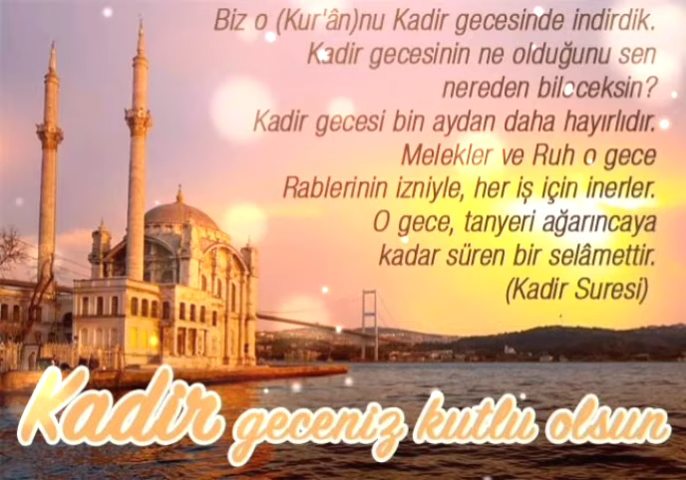 Biz o (Kur'ân)nu Kadir gecesinde indirdik.
Kadir gecesinin ne olduğunu sen
nereden bileceksin?
Kadir gecesi bin aydan daha hayırlıdır.
Melekler ve Ruh o gece
Rablerinin izniyle, her iş için inerler.
O gece, tanyeri ağarıncaya
kadar süren bir selâmettir.
(Kadir Suresi)
Kadir geceniz kutlu olsun